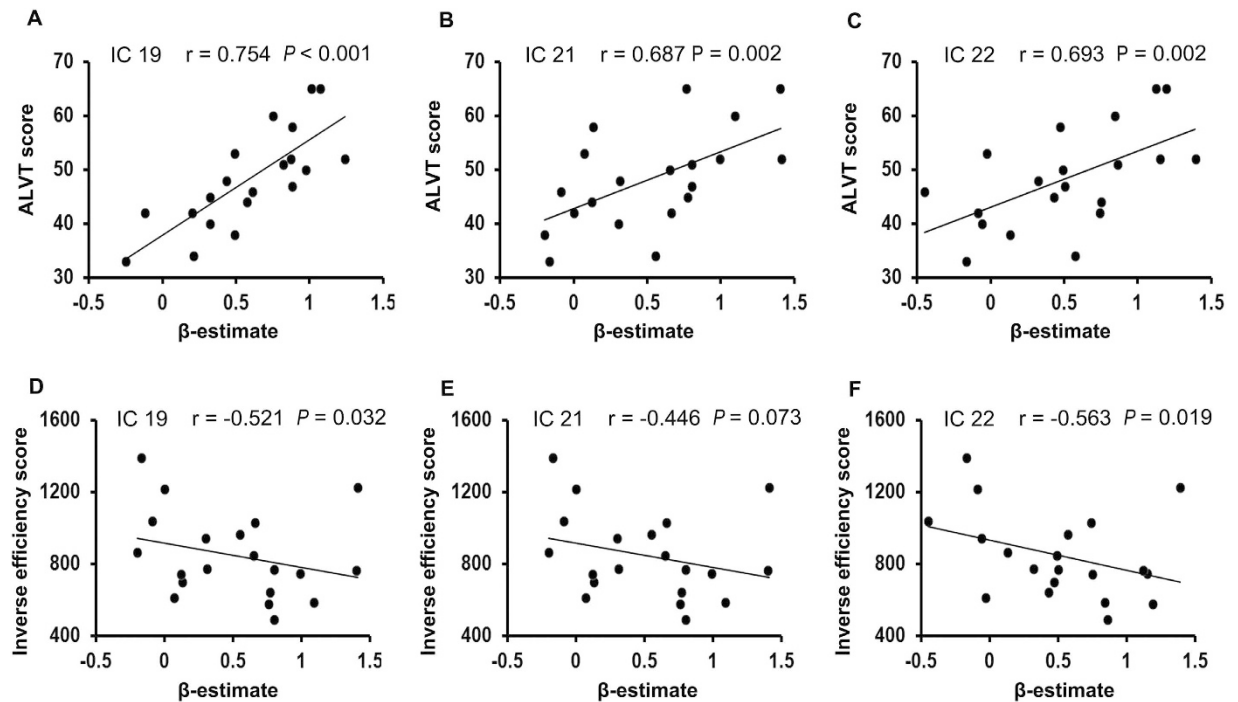 A
IC 19 r = 0.754 P < 0.001
ALVT score
70
60
50
40
30
-0.5 0 0.5 1 1.5
β-estimate
B
IC 21 r = 0.687 P = 0.002
ALVT score
70
60
50
40
30
-0.5 0 0.5 1 1.5
β-estimate
C
IC 22 r = 0.693 P = 0.002
ALVT score
70
60
50
40
30
-0.5 0 0.5 1 1.5
β-estimate
D
IC 19 r = -0.521 P = 0.032
Inverse efficiency score
1600
1200
800
400
-0.5 0 0.5 1 1.5
β-estimate
E
IC 21 r = -0.446 P = 0.073
Inverse efficiency score
1600
1200
800
400
-0.5 0 0.5 1 1.5
β-estimate
F
IC 22 r = -0.563 P = 0.019
Inverse efficiency score
1600
1200
800
400
-0.5 0 0.5 1 1.5
β-estimate